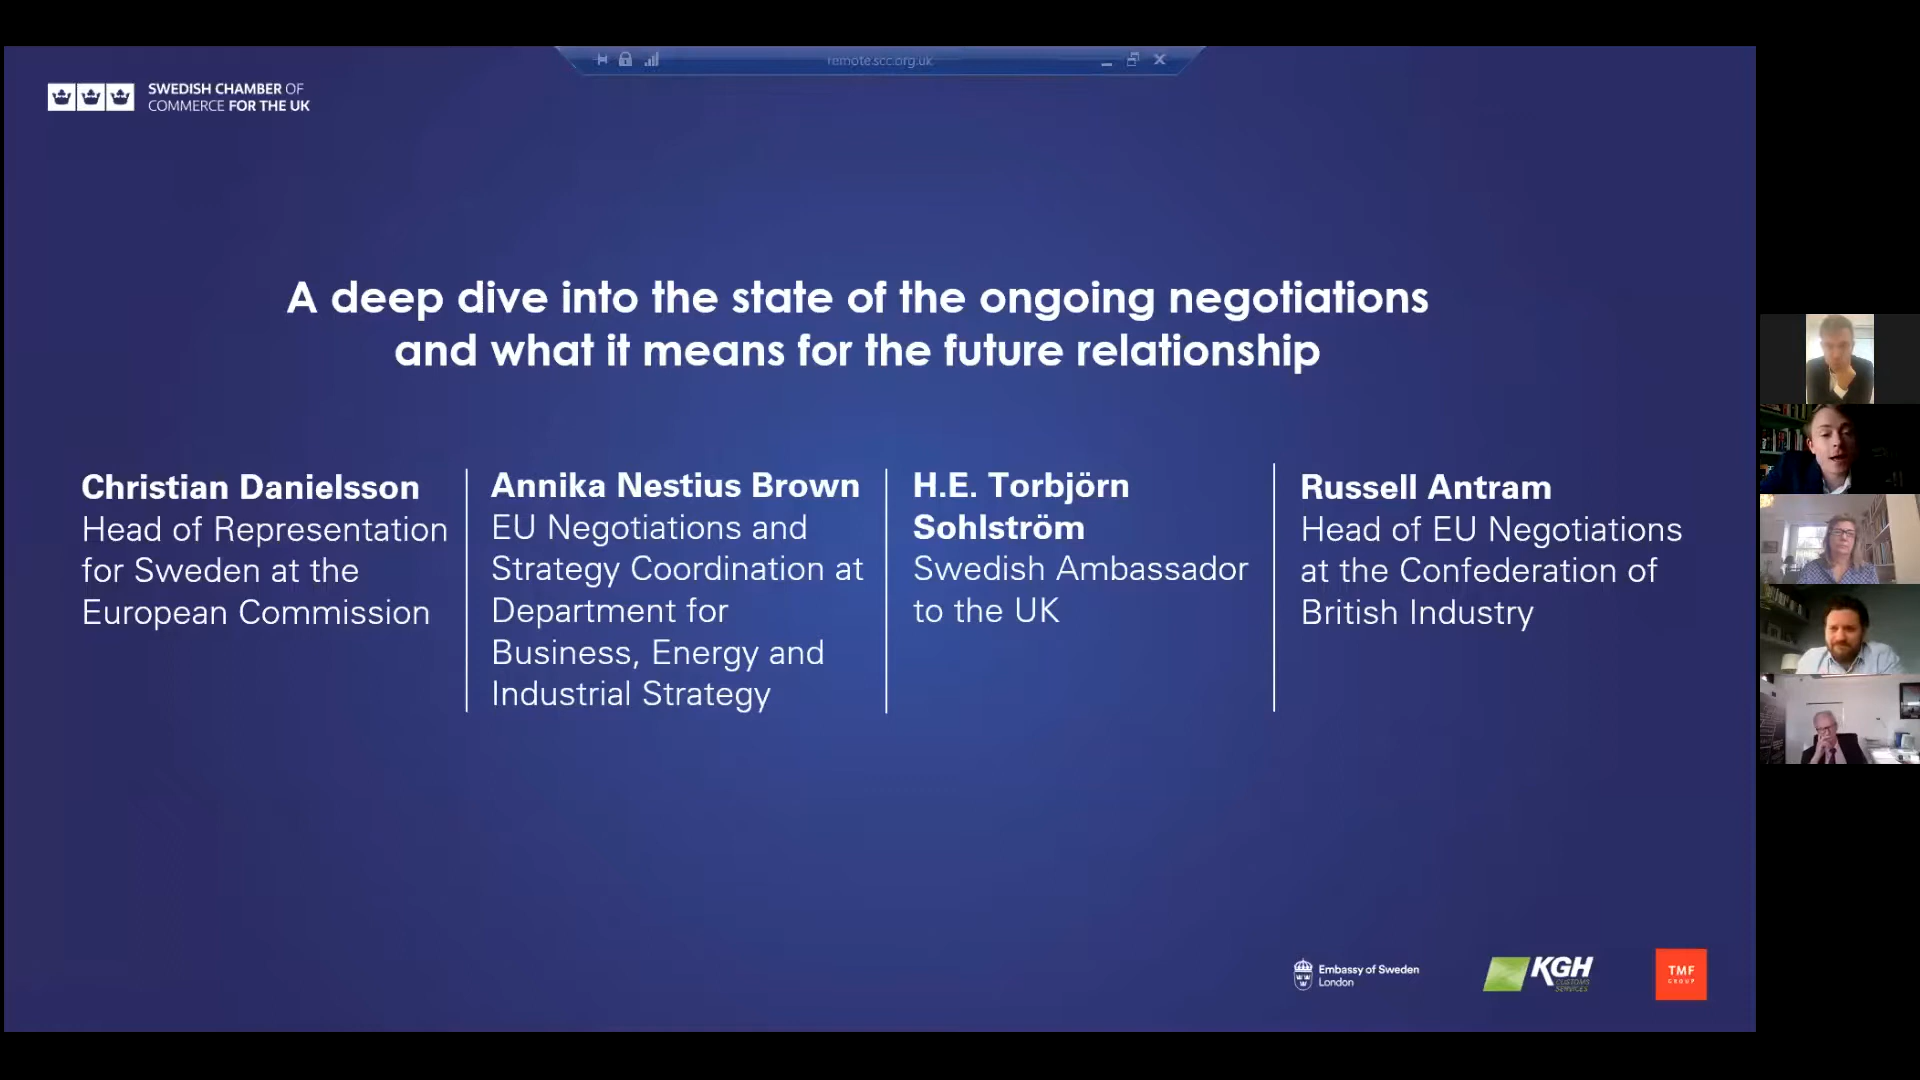 remote.scc.org.uk
SWEDISH CHAMBER OF
COMMERCE FOR THE UK
A deep dive into the state of the ongoing negotiations
and what it means for the future relationship
Christian Danielsson
Head of Representation
for Sweden at the
European Commission
Annika Nestius Brown
EU Negotiations and
Strategy Coordination at
Department for
Business, Energy and
Industrial Strategy
H.E. Torbjörn
Sohlström
Swedish Ambassador
to the UK
Russell Antram
Head of EU Negotiations
at the Confederation of
British Industry
Embassy of Sweden
London
KGH
CUSTOMS
SERVICES
TMF
GROUP